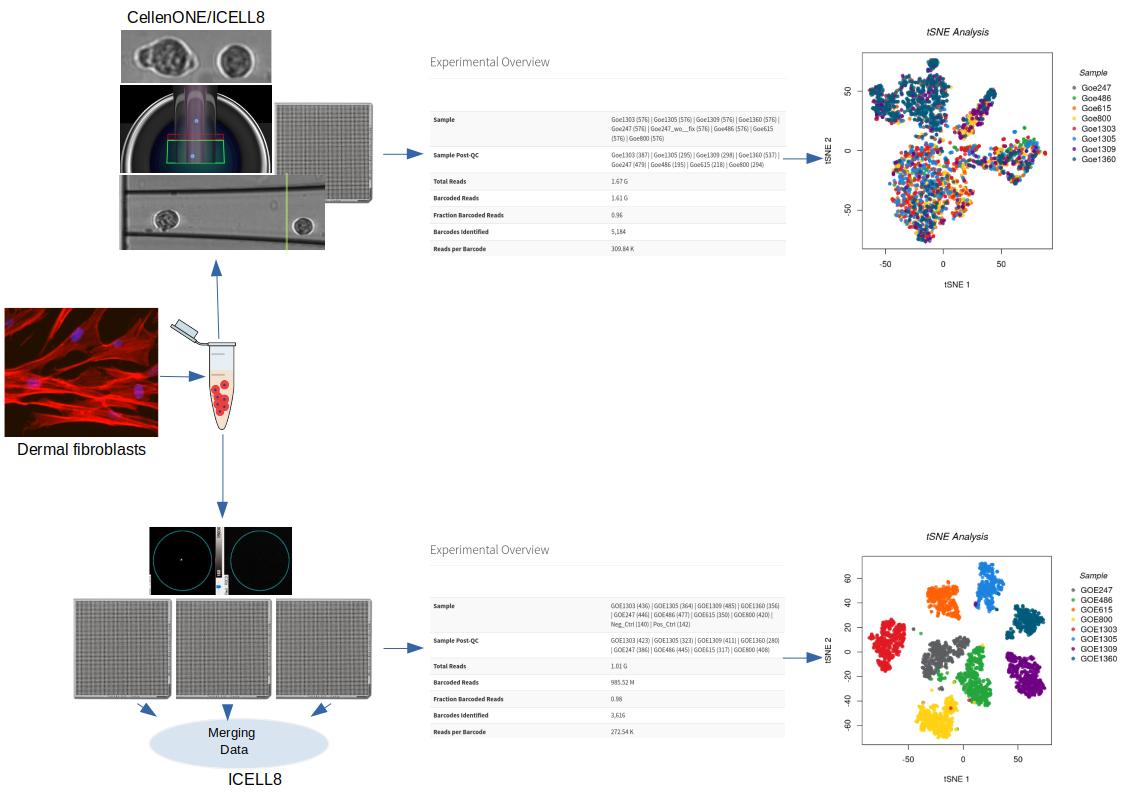 CellenONE/ICELL8
Experimental Overview
Sample
Goe1303 (576) | Goe1305 (576) | Goe1309 (576) | Goe1360 (576) |
Goe247 (576) | Goe247_wo__fix (576) | Goe486 (576) | Goe615
(576) | Goe800 (576)
Sample Post-QC
Goe1303 (387) | Goe1305 (295) | Goe1309 (298) | Goe1360 (537) |
Goe247 (479) | Goe486 (195) | Goe615 (218) | Goe800 (294)
Total Reads
1.67 G
Barcoded Reads
1.61 G
Fraction Barcoded Reads
0.96
Barcodes Identified
5,184
Reads per Barcode
309.84 K
tSNE Analysis
tSNE 2
50
0
-50
-50
0
50
tSNE 1
Sample
Goe247
Goe486
Goe615
Goe800
Goe1303
Goe1305
Goe1309
Goe1360
Dermal fibroblasts
Experimental Overview
Sample
GOE1303 (436) | GOE1305 (364) | GOE1309 (485) | GOE1360 (356)
| GOE247 (446) | GOE486 (477) | GOE615 (350) | GOE800 (420) |
Neg_Ctrl (140) | Pos_Ctrl (142)
Sample Post-QC
GOE1303 (423) | GOE1305 (323) | GOE1309 (411) | GOE1360 (280)
| GOE247 (386) | GOE486 (445) | GOE615 (317) | GOE800 (408)
Total Reads
1.01 G
Barcoded Reads
985.52 M
Fraction Barcoded Reads
0.98
Barcodes Identified
3,616
Reads per Barcode
272.54 K
tSNE Analysis
tSNE 2
60
40
20
0
-20
-40
-60
-50
0
50
tSNE 1
Sample
GOE247
GOE486
GOE615
GOE800
GOE1303
GOE1305
GOE1309
GOE1360
Merging
Data
ICELL8